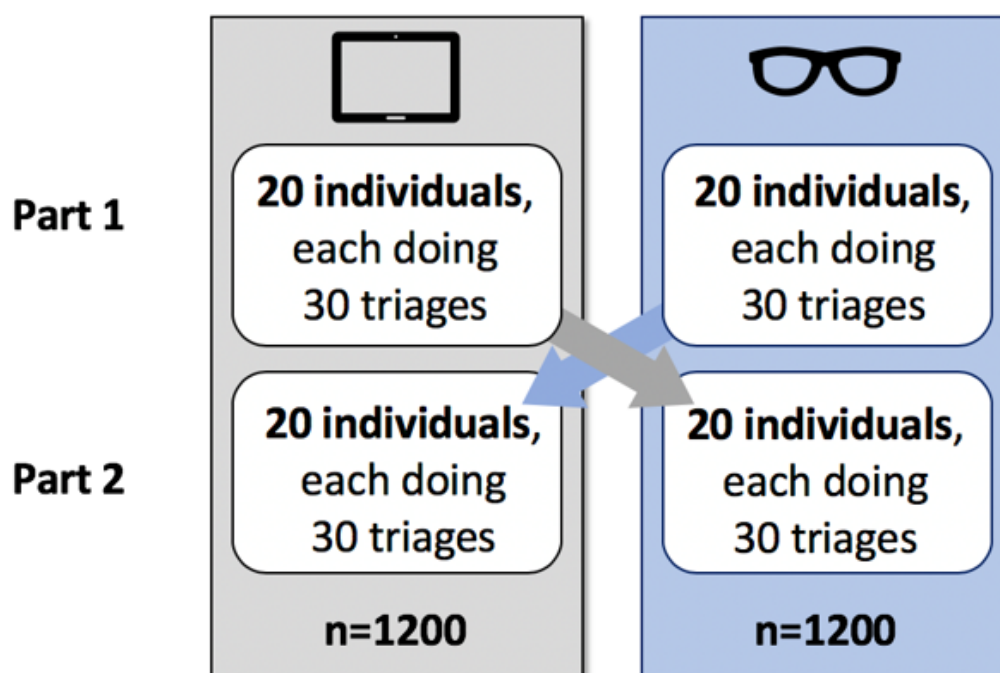 Part 1
20 individuals,
each doing
30 triages
20 individuals,
each doing
30 triages
Part 2
20 individuals,
each doing
30 triages
20 individuals,
each doing
30 triages
n=1200
n=1200